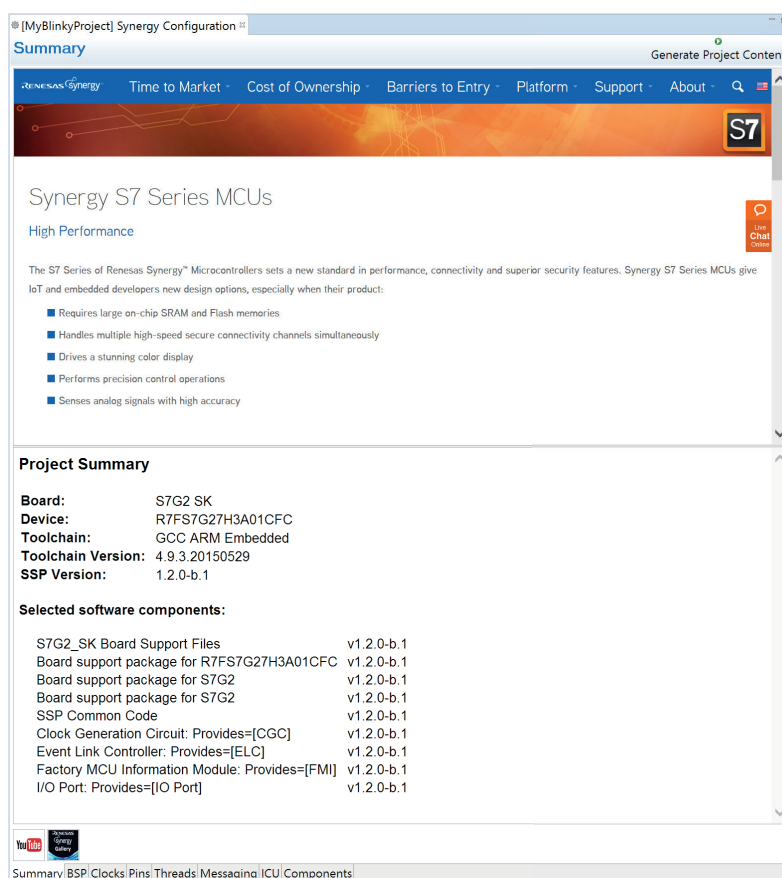 [MyBlinkyProject] Synergy Configuration
Summary
Generate Project Conten
RENESAS Synergy™ Time to Market Cost of Ownership Barriers to Entry Platform Support About
S7
Synergy S7 Series MCUs
High Performance
Live
Chat
Online
The S7 Series of Renesas Synergy™ Microcontrollers sets a new standard in performance, connectivity and superior security features. Synergy S7 Series MCUs give
IoT and embedded developers new design options, especially when their product:
Requires large on-chip SRAM and Flash memories
Handles multiple high-speed secure connectivity channels simultaneously
Drives a stunning color display
Performs precision control operations
Senses analog signals with high accuracy
Project Summary
Board: S7G2 SK
Device: R7FS7G27H3A01CFC
Toolchain: GCC ARM Embedded
Toolchain Version: 4.9.3.20150529
SSP Version: 1.2.0-b.1
Selected software components:
S7G2_SK Board Support Files v1.2.0-b.1
Board support package for R7FS7G27H3A01CFC v1.2.0-b.1
Board support package for S7G2 v1.2.0-b.1
Board support package for S7G2 v1.2.0-b.1
SSP Common Code v1.2.0-b.1
Clock Generation Circuit: Provides=[CGC] v1.2.0-b.1
Event Link Controller: Provides=[ELC] v1.2.0-b.1
Factory MCU Information Module: Provides=[FMI] v1.2.0-b.1
I/O Port: Provides=[IO Port] v1.2.0-b.1
YouTube
RENESAS
Synergy
Gallery
Summary BSP Clocks Pins Threads Messaging ICU Components